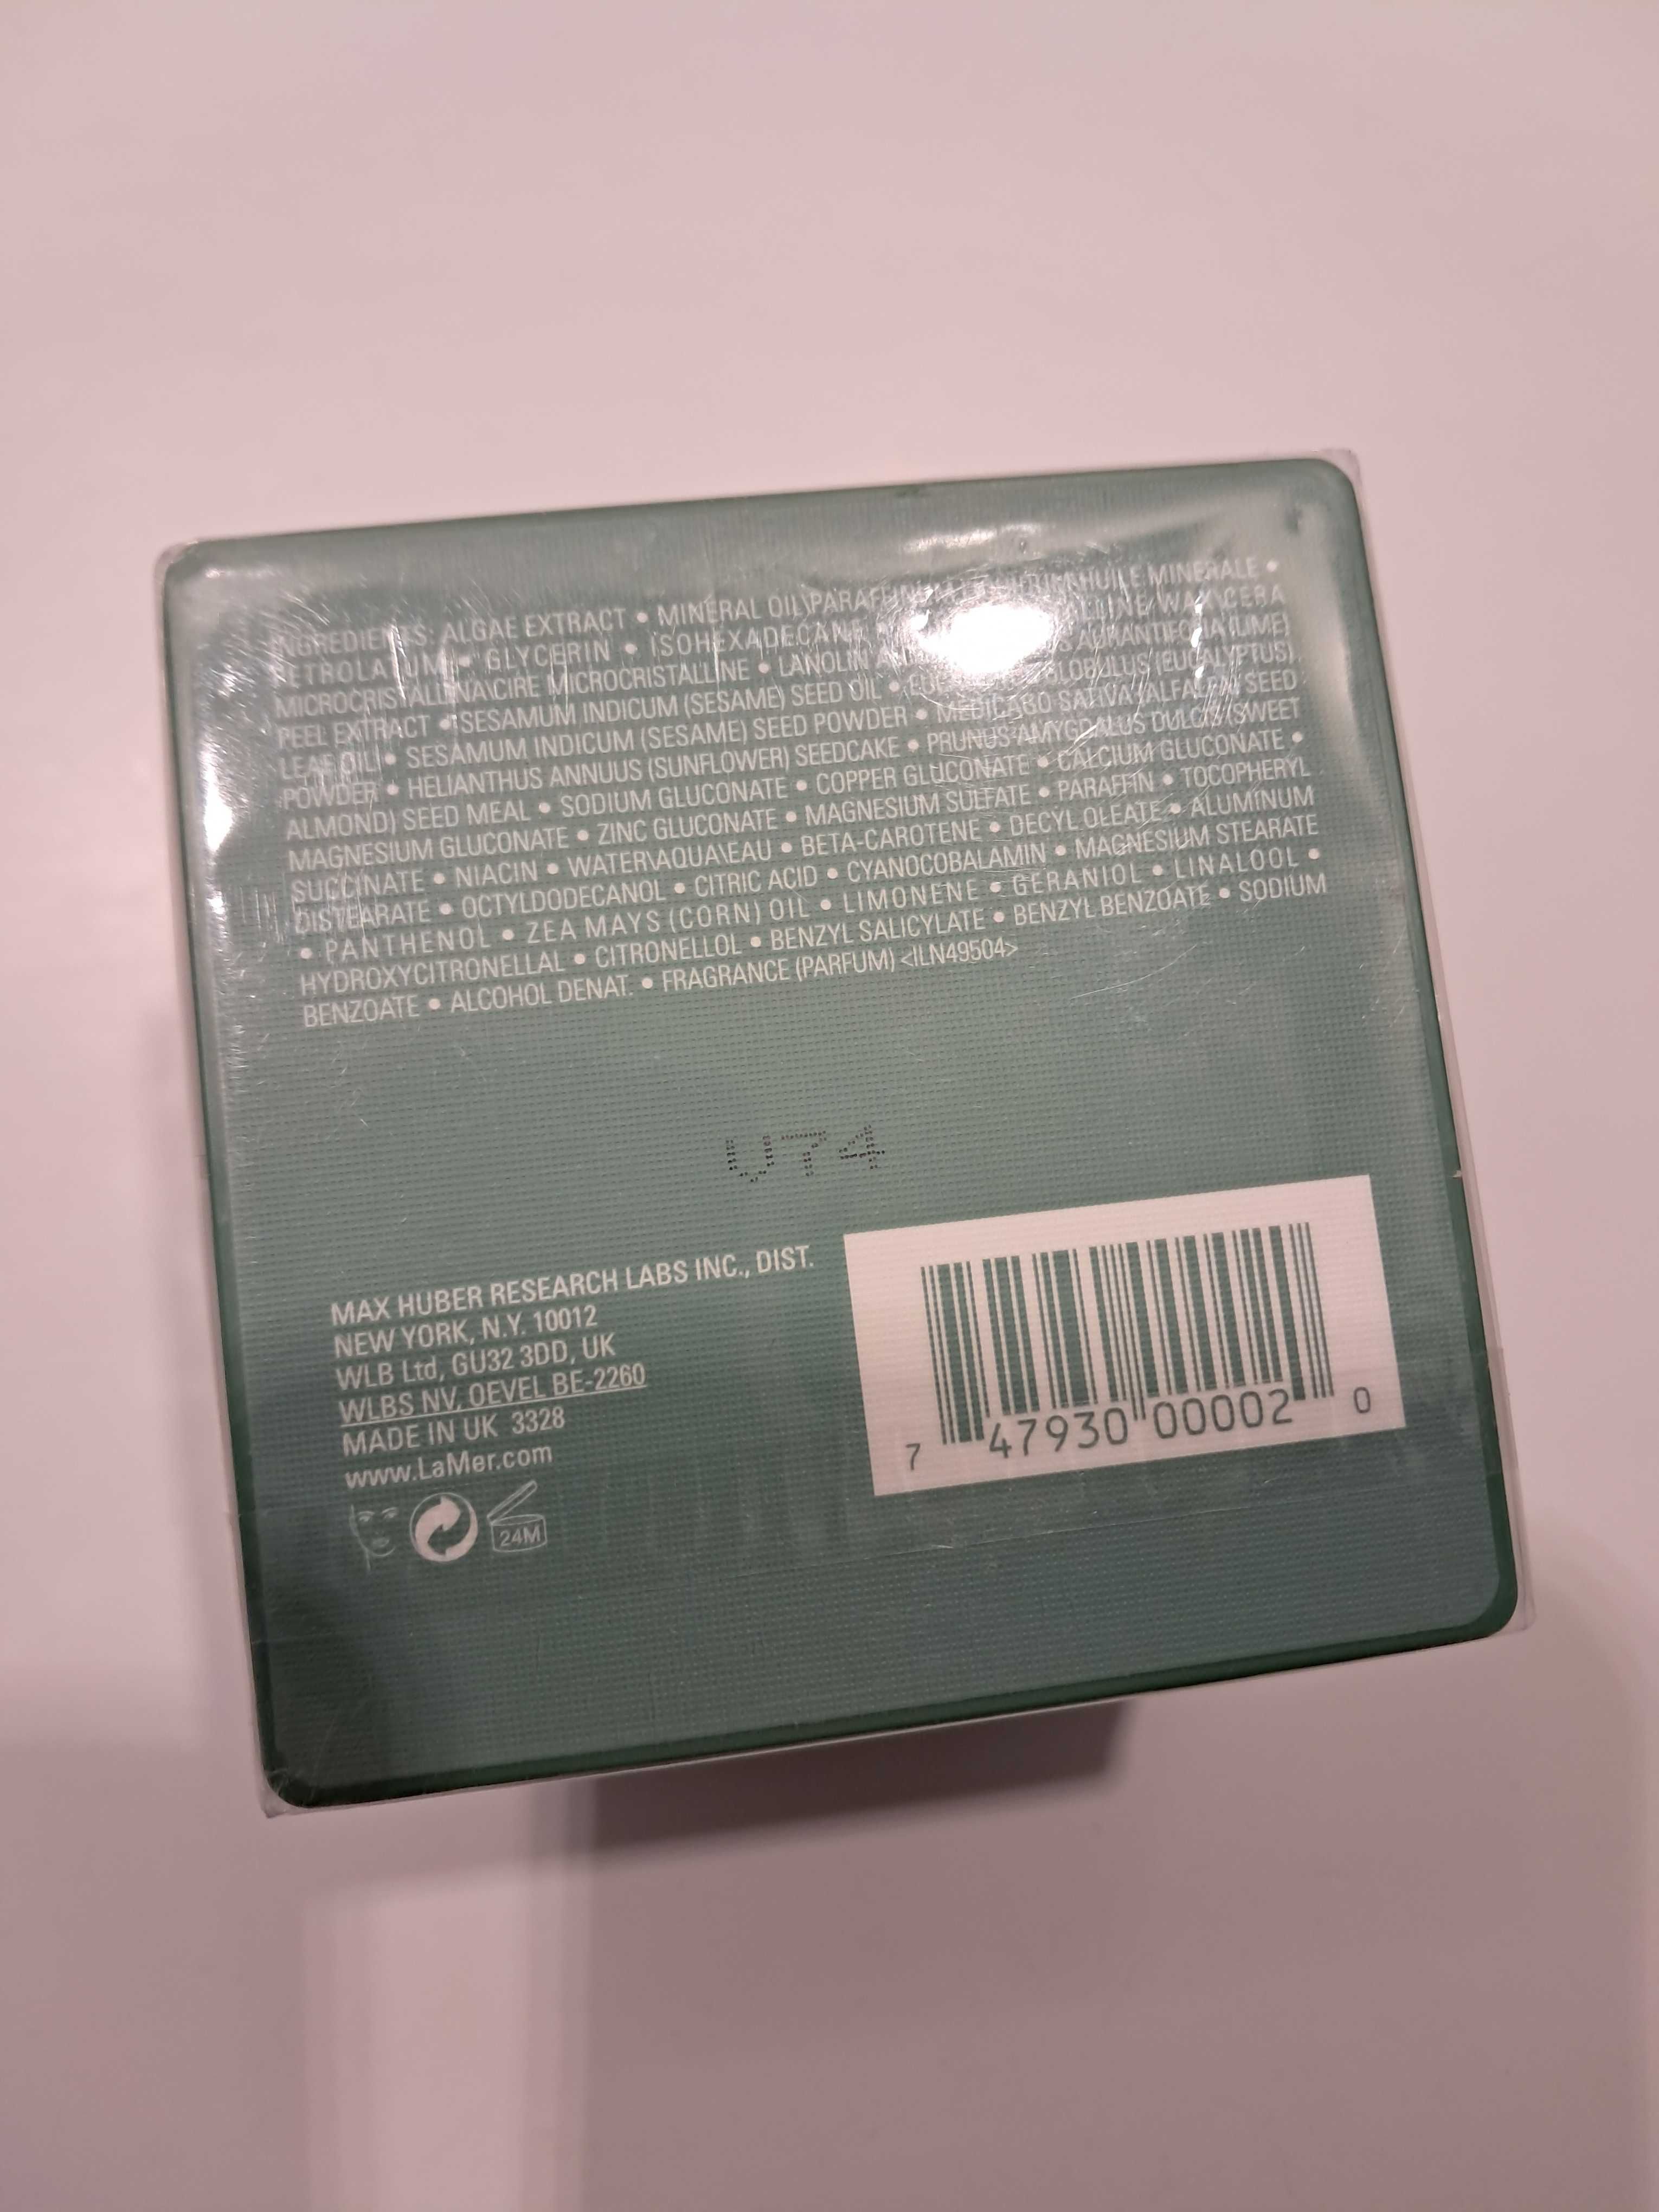 INGREDIENTS: ALGAE EXTRACT • MINERAL OIL\PARAFFINUM HUILE MINERALE •
PETROLATUM • GLYCERIN • ISOHEXADECANE WAX\CERA
MICROCRISTALLINA\CIRE MICROCRISTALLINE • LANOLIN (LIME)
PEEL EXTRACT • SESAMUM INDICUM (SESAME) SEED OIL • GLOBULUS (EUCALYPTUS)
LEAF OIL • SESAMUM INDICUM (SESAME) SEED POWDER • MEDICAGO SATIVA (ALFALFA) SEED
POWDER • HELIANTHUS ANNUUS (SUNFLOWER) SEEDCAKE • PRUNUS AMYGDALUS DULCIS (SWEET
ALMOND) SEED MEAL • SODIUM GLUCONATE • COPPER GLUCONATE • CALCIUM GLUCONATE •
MAGNESIUM GLUCONATE • ZINC GLUCONATE • MAGNESIUM SULFATE • PARAFFIN • TOCOPHERYL
SUCCINATE • NIACIN • WATER\AQUA\EAU • BETA-CAROTENE • DECYL OLEATE • ALUMINUM
DISTEARATE • OCTYLDODECANOL • CITRIC ACID • CYANOCOBALAMIN • MAGNESIUM STEARATE
• PANTHENOL • ZEA MAYS (CORN) OIL • LIMONENE • GERANIOL • LINALOOL •
HYDROXYCITRONELLAL • CITRONELLOL • BENZYL SALICYLATE • BENZYL BENZOATE • SODIUM
BENZOATE • ALCOHOL DENAT. • FRAGRANCE (PARFUM) <ILN49504>
U74
MAX HUBER RESEARCH LABS INC., DIST.
NEW YORK, N.Y. 10012
WLB Ltd, GU32 3DD, UK
WLBS NV, OEVEL BE-2260
MADE IN UK 3328
www.LaMer.com
24M
7 47930 00002 0